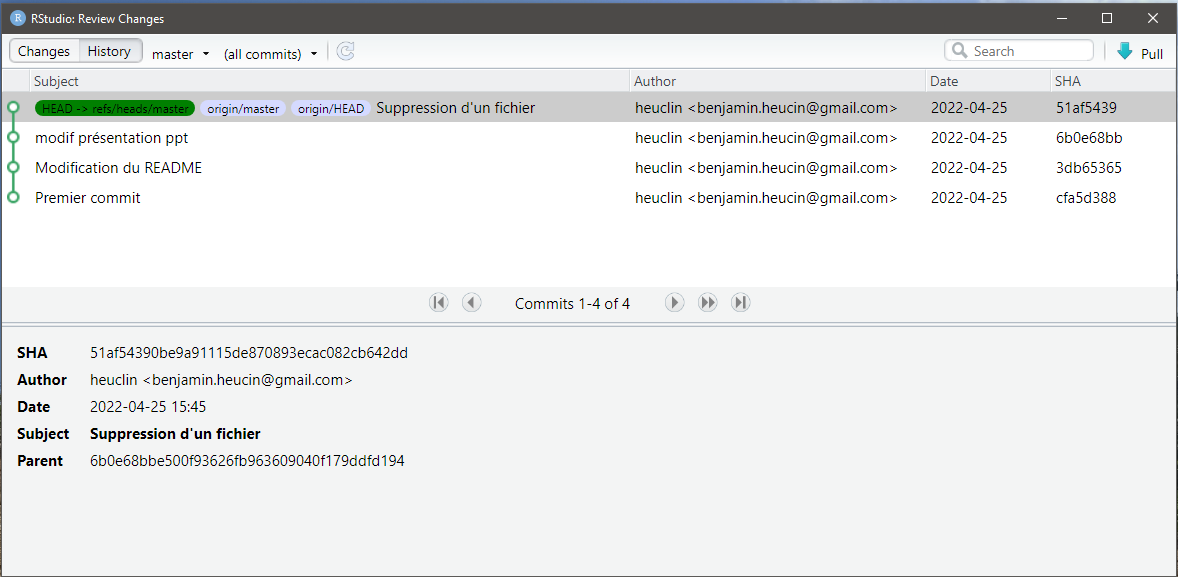 R RStudio: Review Changes
Changes History master (all commits) Search Pull
Subject Author Date SHA
HEAD -> refs/heads/master origin/master origin/HEAD Suppression d'un fichier heuclin <benjamin.heucin@gmail.com> 2022-04-25 51af5439
modif présentation ppt heuclin <benjamin.heucin@gmail.com> 2022-04-25 6b0e68bb
Modification du README heuclin <benjamin.heucin@gmail.com> 2022-04-25 3db65365
Premier commit heuclin <benjamin.heucin@gmail.com> 2022-04-25 cfa5d388
Commits 1-4 of 4
SHA 51af54390be9a91115de870893ecac082cb642dd
Author heuclin <benjamin.heucin@gmail.com>
Date 2022-04-25 15:45
Subject Suppression d'un fichier
Parent 6b0e68bbe500f93626fb963609040f179ddfd194